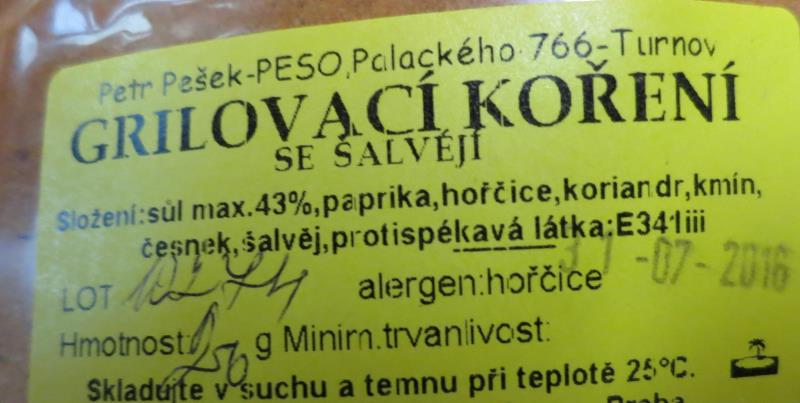 Petr Pešek-PESO,Palackého 766-Turnov
GRILOVACÍ KOŘENÍ
SE ŠALVĚJÍ
Složení:sůl max.43%,paprika,hořčice,koriandr,kmín,
česnek,šalvěj,protispékavá látka:E341iii
31 -07- 2016
LOT alergen:hořčice
Hmotnost: 250 g Minim.trvanlivost:
Skladujte v suchu a temnu při teplotě 25°C.
Praha